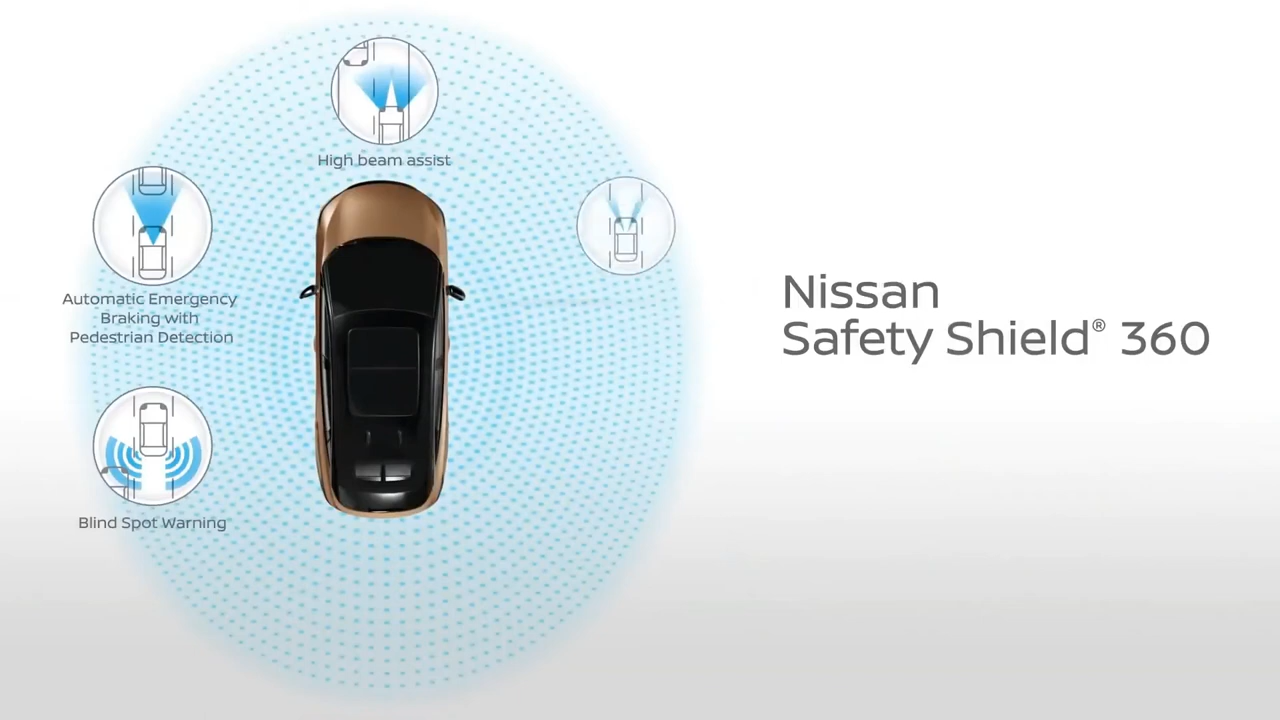 High beam assist
Automatic Emergency
Braking with
Pedestrian Detection
Blind Spot Warning
Nissan
Safety Shield® 360